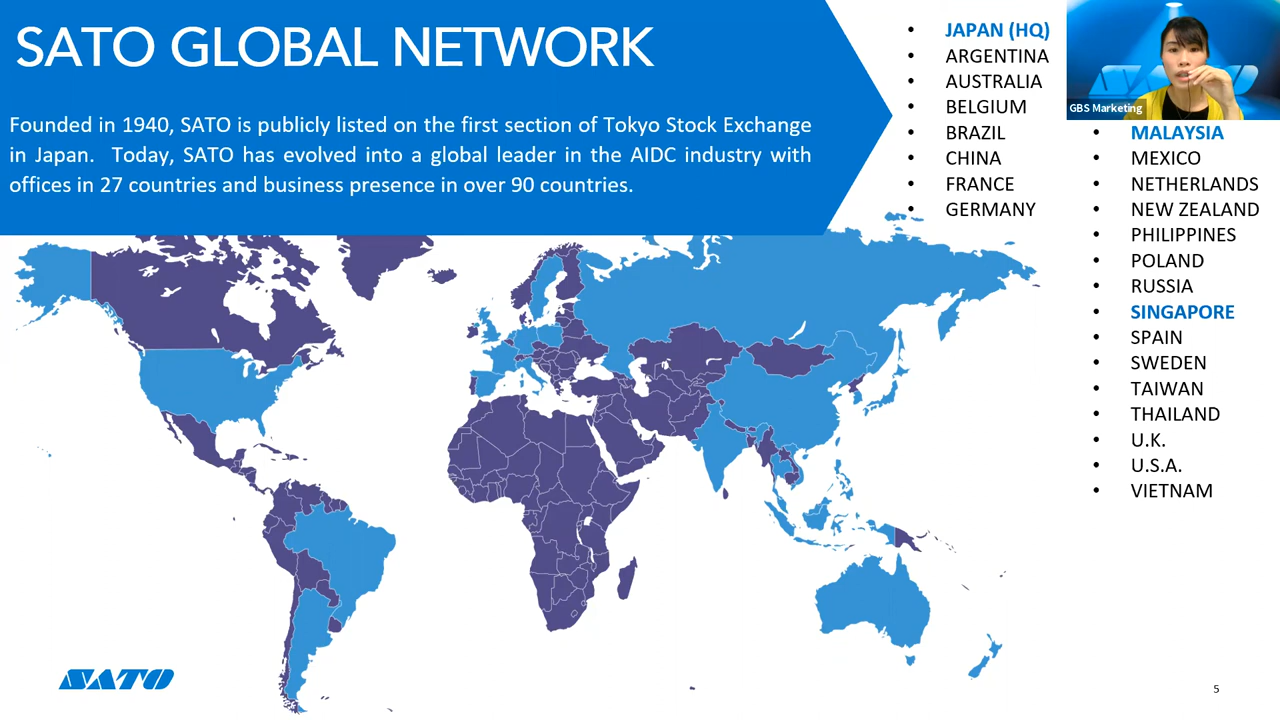 SATO GLOBAL NETWORK
Founded in 1940, SATO is publicly listed on the first section of Tokyo Stock Exchange
in Japan. Today, SATO has evolved into a global leader in the AIDC industry with
offices in 27 countries and business presence in over 90 countries.
• JAPAN (HQ)
• ARGENTINA
• AUSTRALIA
• BELGIUM
• BRAZIL
• CHINA
• FRANCE
• GERMANY
SATO
GBS Marketing
• MALAYSIA
• MEXICO
• NETHERLANDS
• NEW ZEALAND
• PHILIPPINES
• POLAND
• RUSSIA
• SINGAPORE
• SPAIN
• SWEDEN
• TAIWAN
• THAILAND
• U.K.
• U.S.A.
• VIETNAM
SATO
5